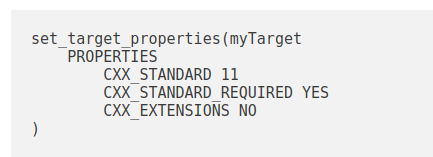 set_target_properties(myTarget
    PROPERTIES
        CXX_STANDARD 11
        CXX_STANDARD_REQUIRED YES
        CXX_EXTENSIONS NO
)